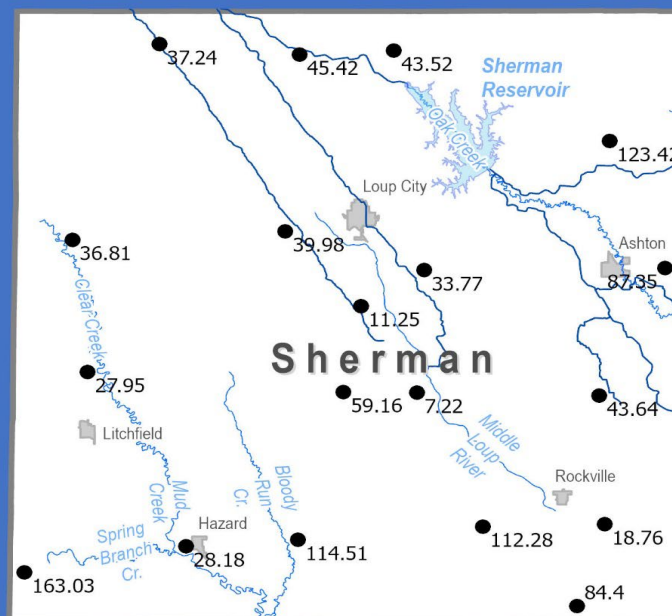 37.24
45.42
43.52
Sherman
Reservoir
Oak Creek
123.42
Loup City
36.81
39.98
33.77
Ashton
87.35
Clear Creek
11.25
Sherman
27.95
59.16
7.22
43.64
Litchfield
Middle
Loup
River
Mud
Creek
Bloody
Run
Cr.
Rockville
Spring
Branch
Cr.
Hazard
28.18
114.51
112.28
18.76
163.03
84.4